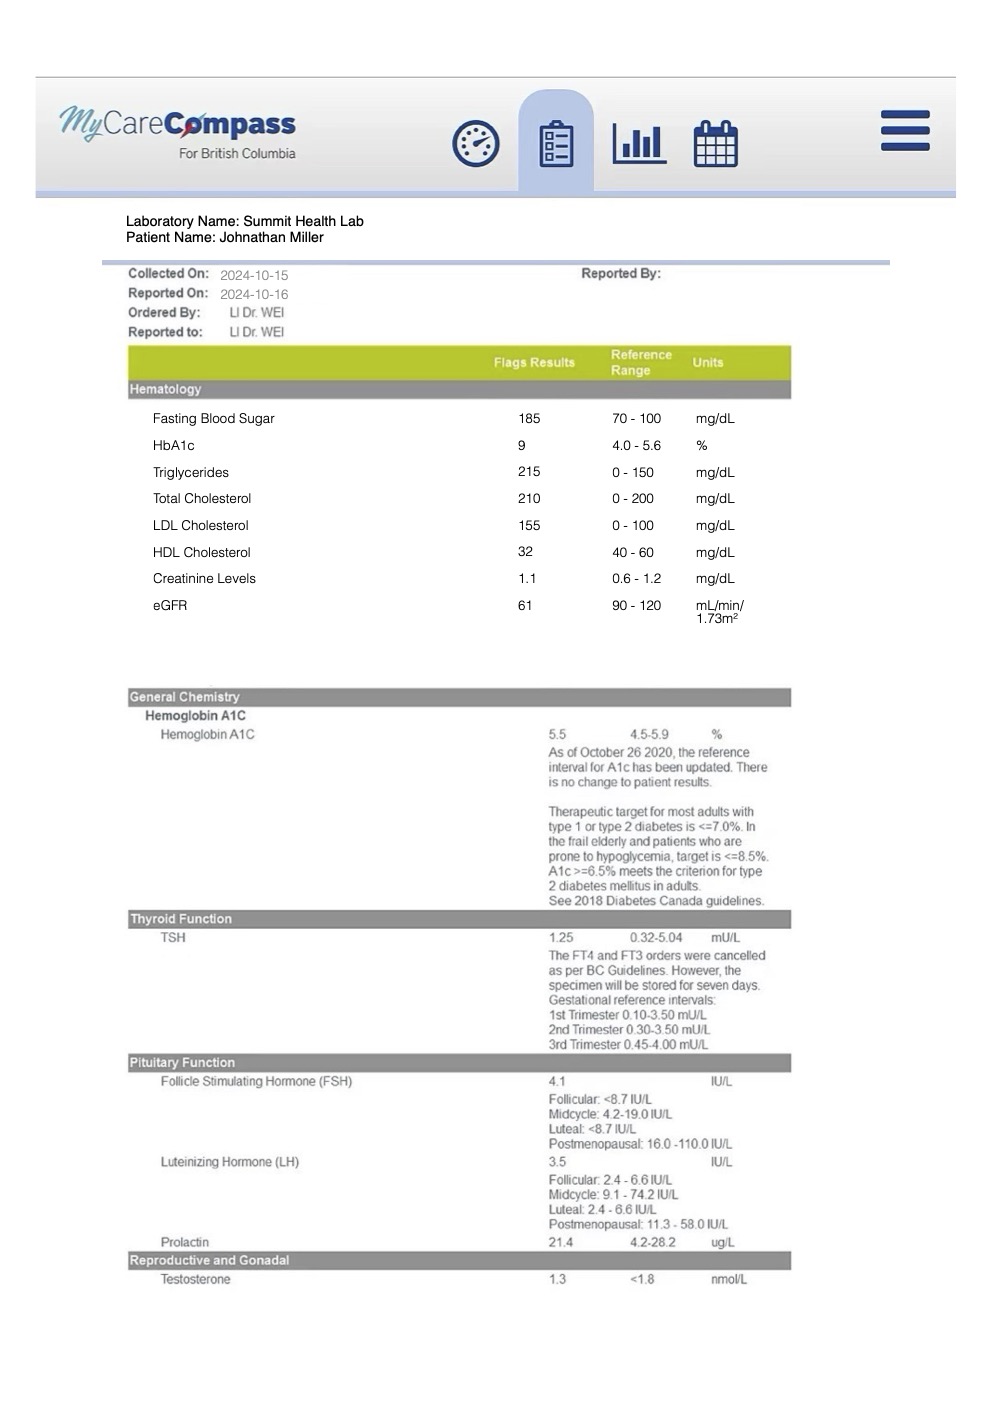 MyCareCompass
For British Columbia
Laboratory Name: Summit Health Lab
Patient Name: Johnathan Miller
Collected On: 2024-10-15 Reported By:
Reported On: 2024-10-16
Ordered By: LI Dr. WEI
Reported to: LI Dr. WEI
Flags Results Reference Range Units
Hematology
Fasting Blood Sugar 185 70 - 100 mg/dL
HbA1c 9 4.0 - 5.6 %
Triglycerides 215 0 - 150 mg/dL
Total Cholesterol 210 0 - 200 mg/dL
LDL Cholesterol 155 0 - 100 mg/dL
HDL Cholesterol 32 40 - 60 mg/dL
Creatinine Levels 1.1 0.6 - 1.2 mg/dL
eGFR 61 90 - 120 mL/min/
1.73m²
General Chemistry
Hemoglobin A1C
Hemoglobin A1C 5.5 4.5-5.9 %
As of October 26 2020, the reference
interval for A1c has been updated. There
is no change to patient results.
Therapeutic target for most adults with
type 1 or type 2 diabetes is <=7.0%. In
the frail elderly and patients who are
prone to hypoglycemia, target is <=8.5%.
A1c >=6.5% meets the criterion for type
2 diabetes mellitus in adults.
See 2018 Diabetes Canada guidelines.
Thyroid Function
TSH 1.25 0.32-5.04 mU/L
The FT4 and FT3 orders were cancelled
as per BC Guidelines. However, the
specimen will be stored for seven days.
Gestational reference intervals:
1st Trimester 0.10-3.50 mU/L
2nd Trimester 0.30-3.50 mU/L
3rd Trimester 0.45-4.00 mU/L
Pituitary Function
Follicle Stimulating Hormone (FSH) 4.1 IU/L
Follicular: <8.7 IU/L
Midcycle: 4.2-19.0 IU/L
Luteal: <8.7 IU/L
Postmenopausal: 16.0 -110.0 IU/L
Luteinizing Hormone (LH) 3.5 IU/L
Follicular: 2.4 - 6.6 IU/L
Midcycle: 9.1 - 74.2 IU/L
Luteal: 2.4 - 6.6 IU/L
Postmenopausal: 11.3 - 58.0 IU/L
Prolactin 21.4 4.2-28.2 ug/L
Reproductive and Gonadal
Testosterone 1.3 <1.8 nmol/L